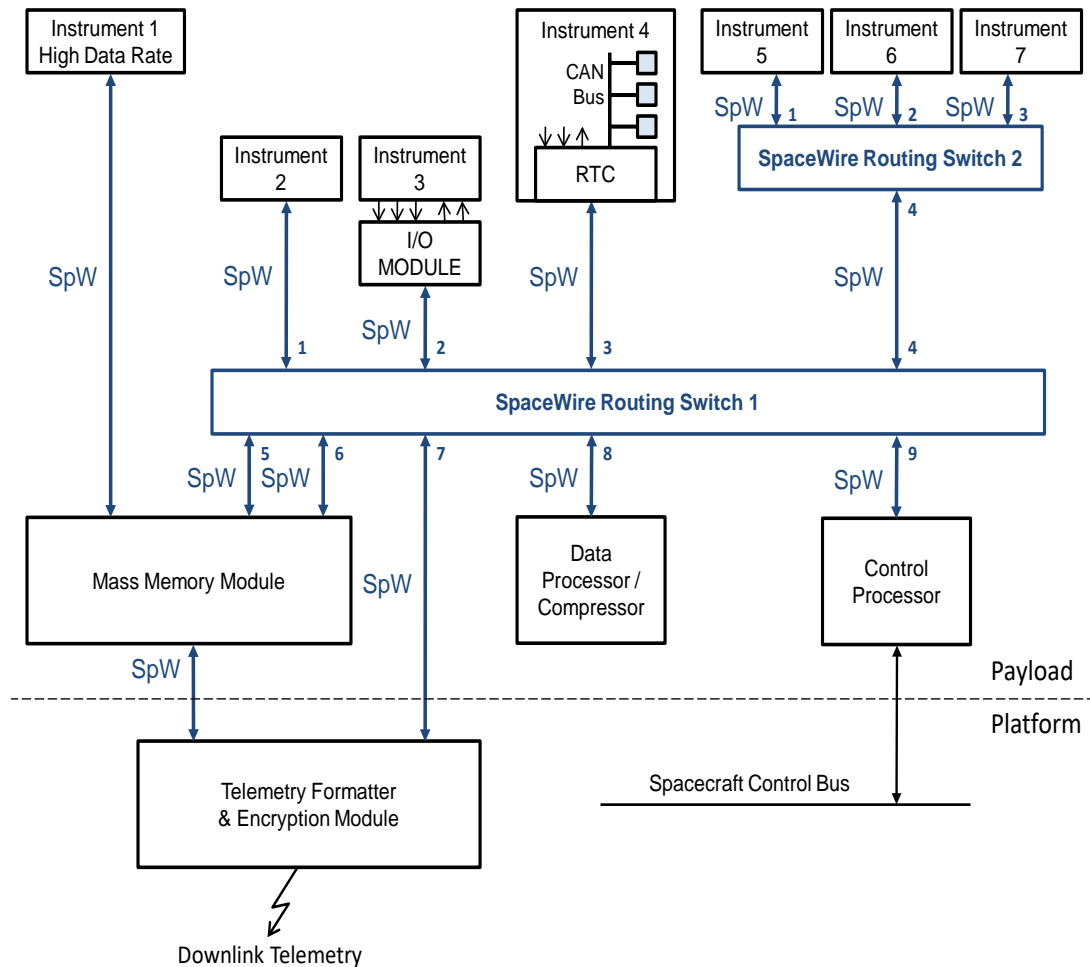 Instrument 1
High Data Rate
Instrument 4
CAN
Bus
RTC
Instrument
5
Instrument
6
Instrument
7
SpW
1
SpW
2
SpW
3
SpaceWire Routing Switch 2
4
Instrument
2
Instrument
3
I/O
MODULE
SpW
SpW
SpW
SpW
SpW
1
2
3
4
SpaceWire Routing Switch 1
5
6
7
8
9
SpW
SpW
SpW
SpW
SpW
Mass Memory Module
Data
Processor /
Compressor
Control
Processor
SpW
Payload
Platform
Telemetry Formatter
& Encryption Module
Spacecraft Control Bus
Downlink Telemetry